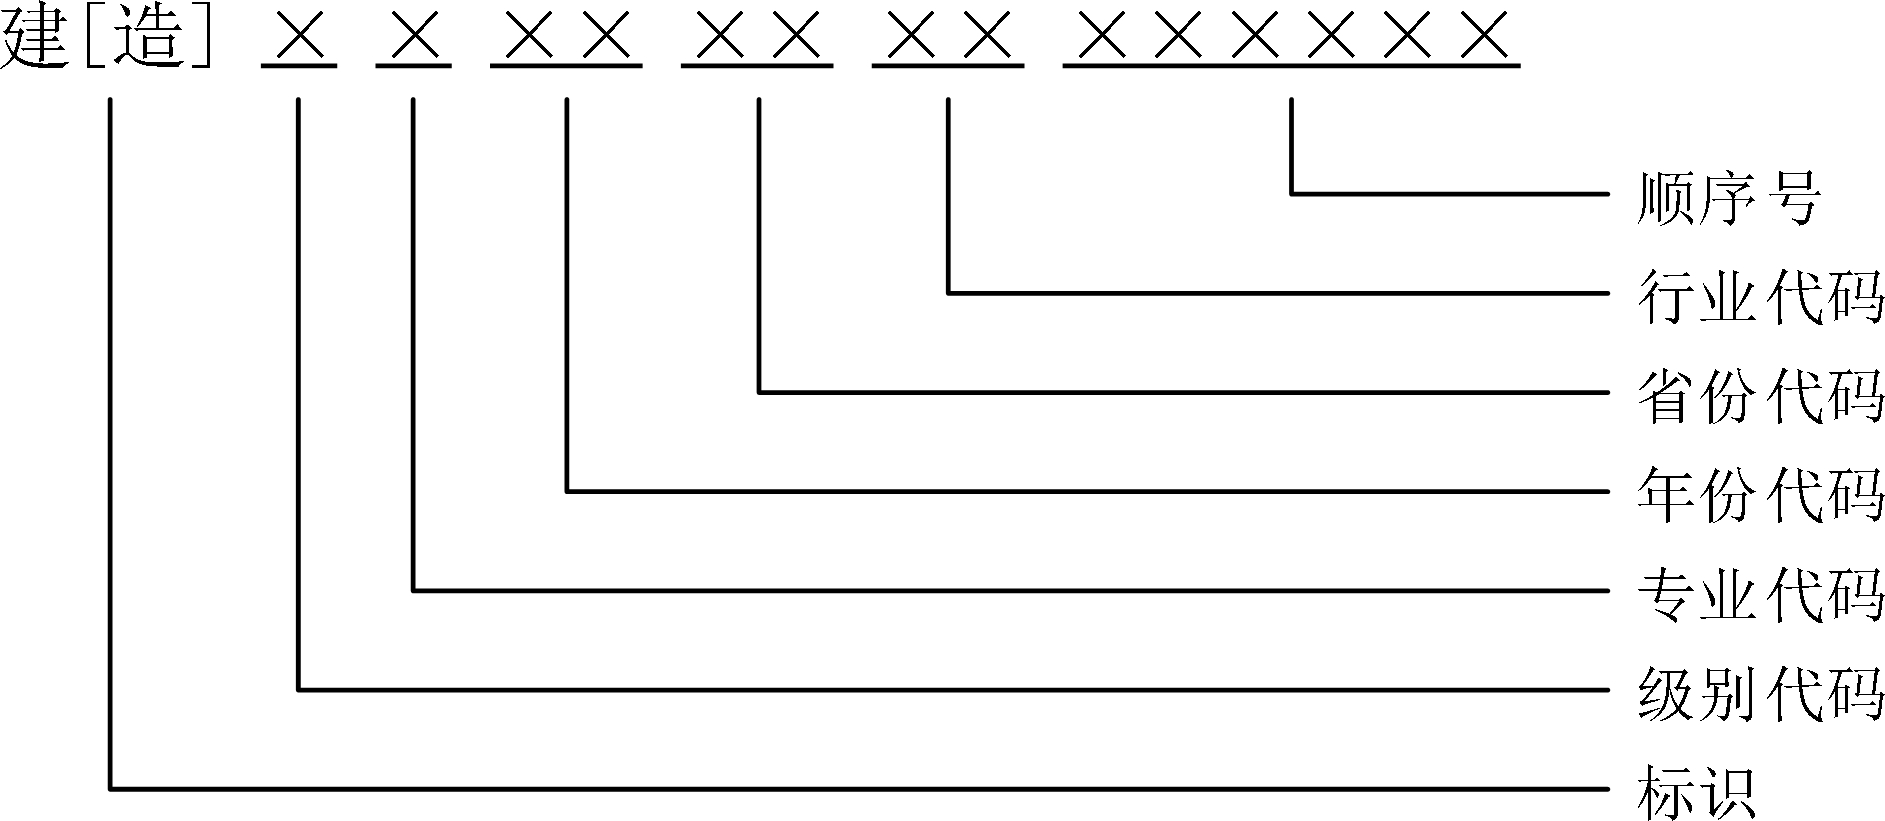 建[造] × × ×× ×× ×× ××××××
顺序号
行业代码
省份代码
年份代码
专业代码
级别代码
标识